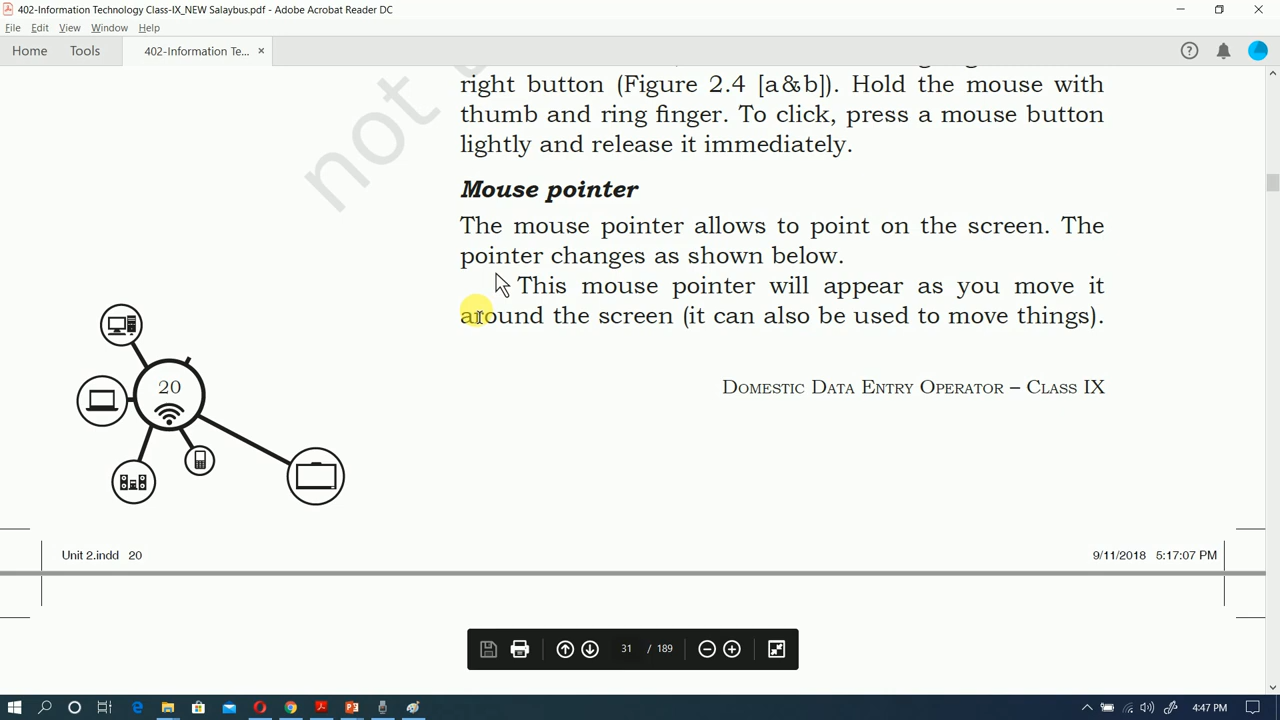 402-Information Technology Class-IX_NEW Salaybus.pdf - Adobe Acrobat Reader DC
File Edit View Window Help
Home Tools 402-Information Te... ×
right button (Figure 2.4 [a&b]). Hold the mouse with
thumb and ring finger. To click, press a mouse button
lightly and release it immediately.
not
Mouse pointer
The mouse pointer allows to point on the screen. The
pointer changes as shown below.
This mouse pointer will appear as you move it
around the screen (it can also be used to move things).
20
Domestic Data Entry Operator – Class IX
Unit 2.indd 20
9/11/2018 5:17:07 PM
31 / 189
4:47 PM